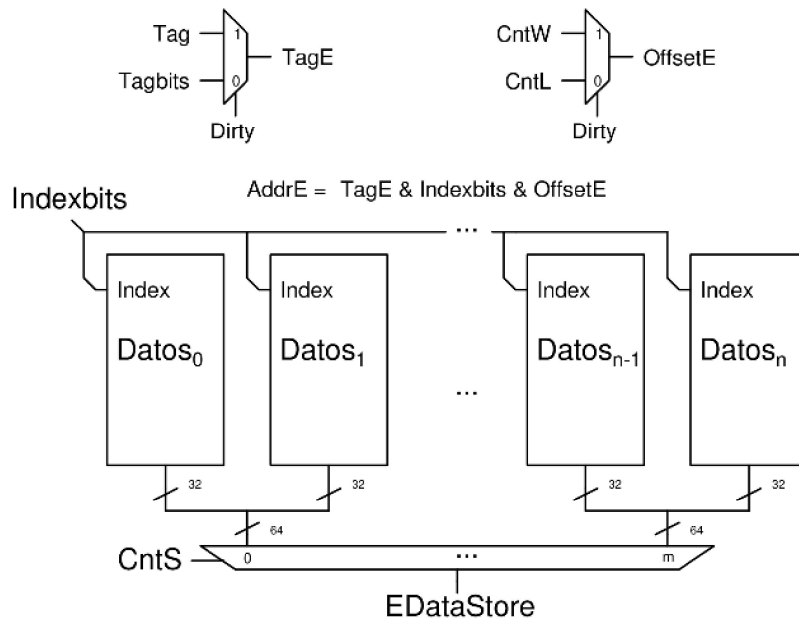 Tag 1 TagE
Tagbits 0
Dirty
CntW 1 OffsetE
CntL 0
Dirty
AddrE = TagE & Indexbits & OffsetE
Indexbits
...
Index Index Index Index
Datos0 Datos1 ... Datosn-1 Datosn
32 32 32 32
64 64
CntS 0 ... m
EDataStore